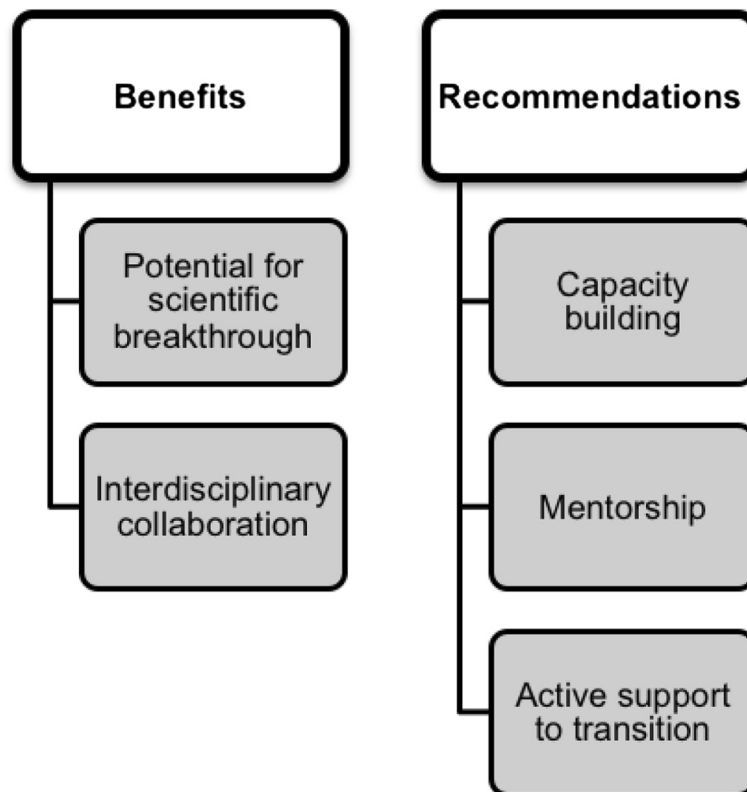 Benefits
Potential for
scientific
breakthrough
Interdisciplinary
collaboration
Recommendations
Capacity
building
Mentorship
Active support
to transition